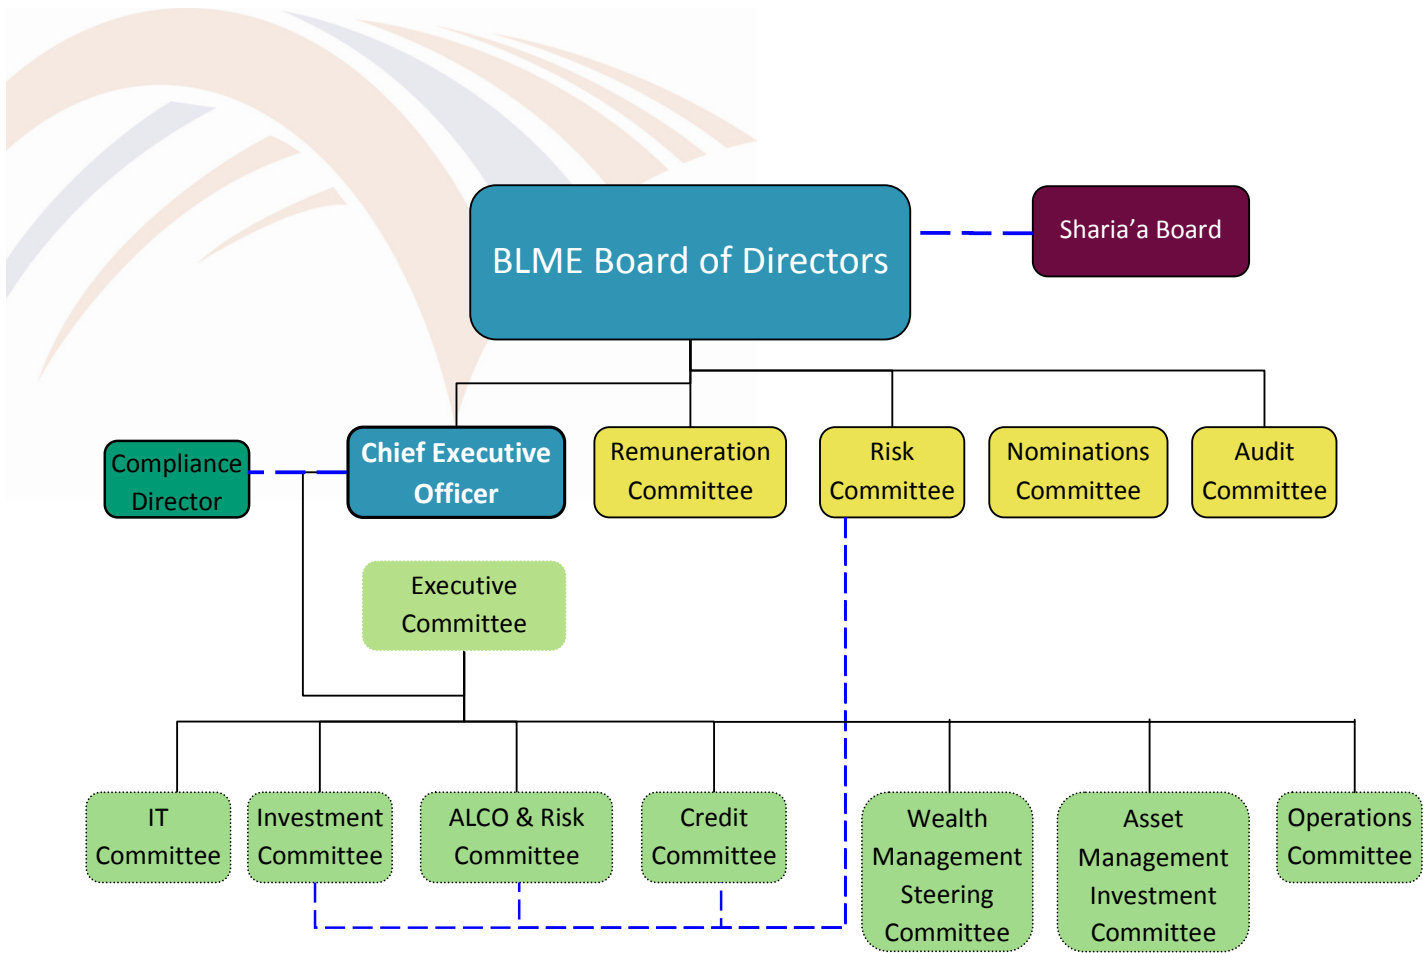 BLME Board of Directors
Sharia’a Board
Compliance
Director
Chief Executive
Officer
Remuneration
Committee
Risk
Committee
Nominations
Committee
Audit
Committee
Executive
Committee
IT
Committee
Investment
Committee
ALCO & Risk
Committee
Credit
Committee
Wealth
Management
Steering
Committee
Asset
Management
Investment
Committee
Operations
Committee